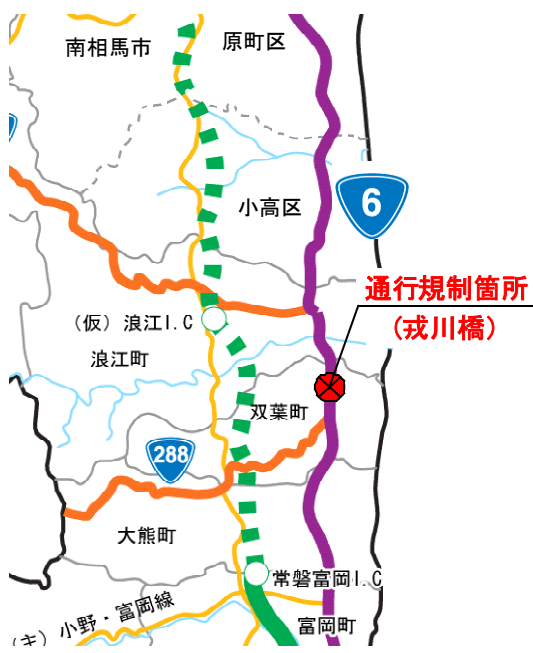 南相馬市
原町区
小高区
6
通行規制箇所
(戎川橋)
(仮) 浪江I.C
浪江町
双葉町
288
大熊町
常磐富岡I.C
(主) 小野・富岡線
富岡町